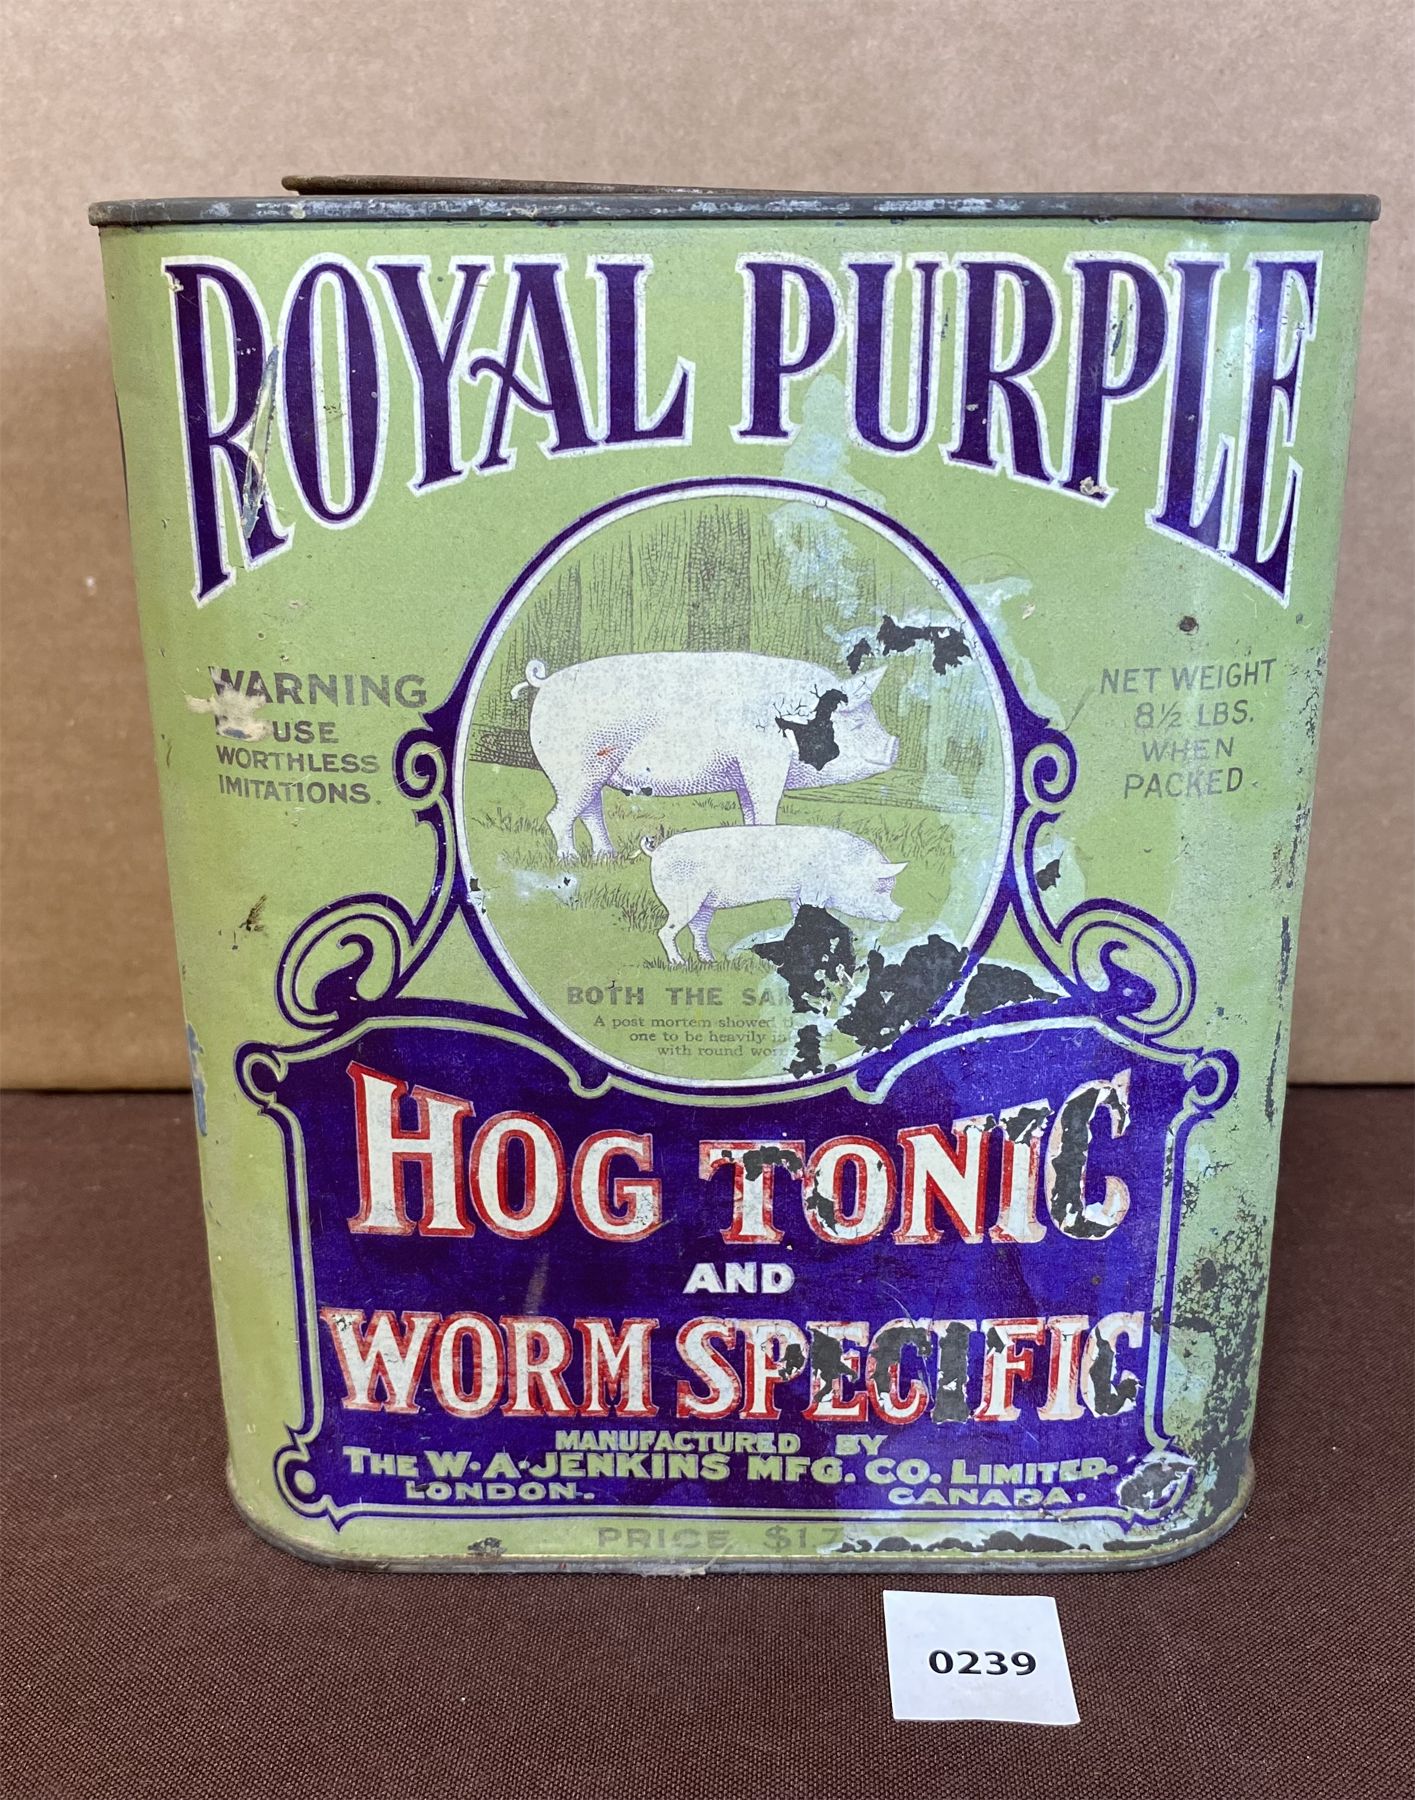 ROYAL PURPLE
WARNING
USE
WORTHLESS
IMITATIONS.
NET WEIGHT
8½ LBS.
WHEN
PACKED
BOTH THE
A post mortem showed
one to be heavily
with round
HOG TONIC
AND
WORM SPECIFIC
MANUFACTURED BY
THE W.A. JENKINS MFG. CO. LIMITED.
LONDON. CANADA.
PRICE
0239